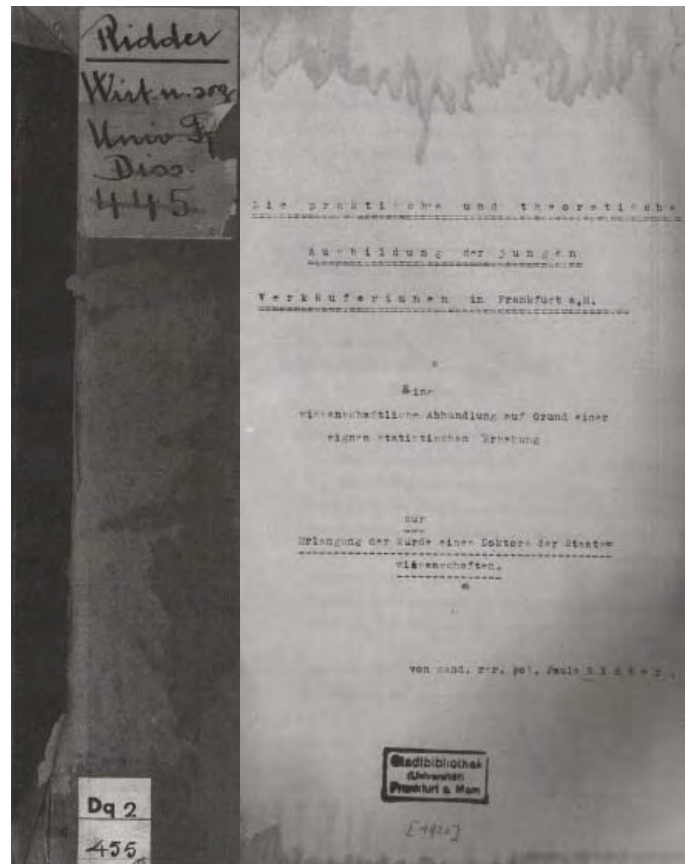 Ridder
Wirt. u. soz
Univ Fr
Diss.
445
Dq 2
455
Die praktische und theoretische
Ausbildung der jungen
Verkäuferinnen in Frankfurt a.M.
Eine
wissenschaftliche Abhandlung auf Grund einer
eignen statistischen Erhebung
zur
Erlangung der Würde eines Doktors der Staats
wissenschaften.
von cand. rer. pol. Paula Ridder.
Stadtbibliothek
(Universität)
Frankfurt a. Main
[1920]